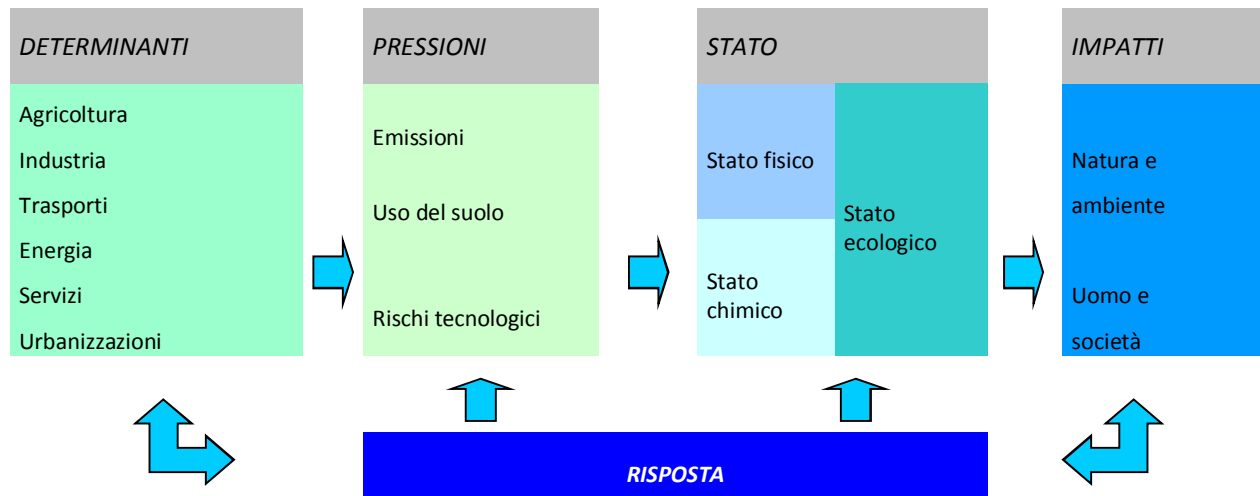 DETERMINANTI
Agricoltura
Industria
Trasporti
Energia
Servizi
Urbanizzazioni
PRESSIONI
Emissioni
Uso del suolo
Rischi tecnologici
STATO
Stato fisico
Stato
chimico
Stato
ecologico
IMPATTI
Natura e
ambiente
Uomo e
società
RISPOSTA